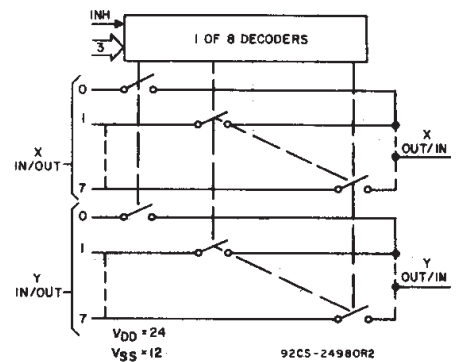 INH
3
1 OF 8 DECODERS
0
1
X
IN/OUT
7
X
OUT/IN
0
1
Y
IN/OUT
7
Y
OUT/IN
VDD = 24
VSS = 12
92CS-24980R2